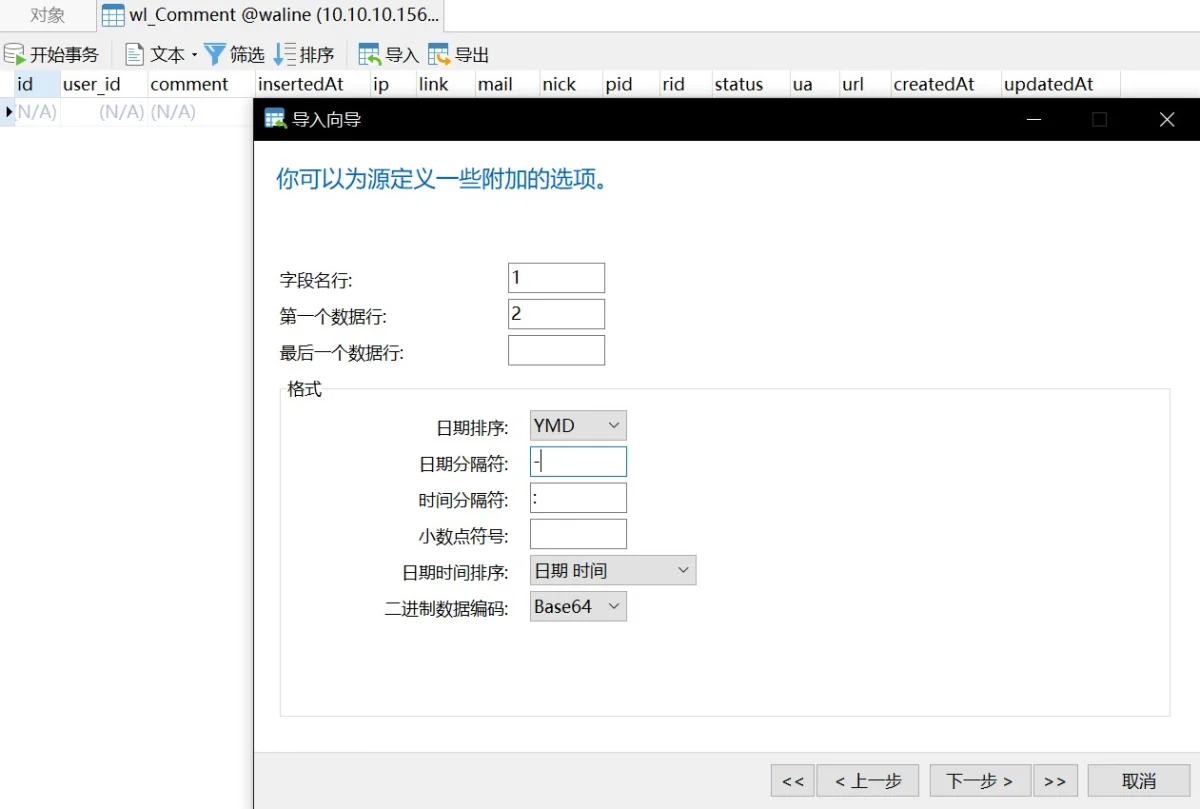 对象 wl_Comment @waline (10.10.10.156...
开始事务 文本 筛选 排序 导入 导出
id user_id comment insertedAt ip link mail nick pid rid status ua url createdAt updatedAt
(N/A) (N/A) (N/A)
导入向导
你可以为源定义一些附加的选项。
字段名行: 1
第一个数据行: 2
最后一个数据行:
格式
日期排序: YMD
日期分隔符: -
时间分隔符: :
小数点符号:
日期时间排序: 日期 时间
二进制数据编码: Base64
<< < 上一步 下一步 > >> 取消